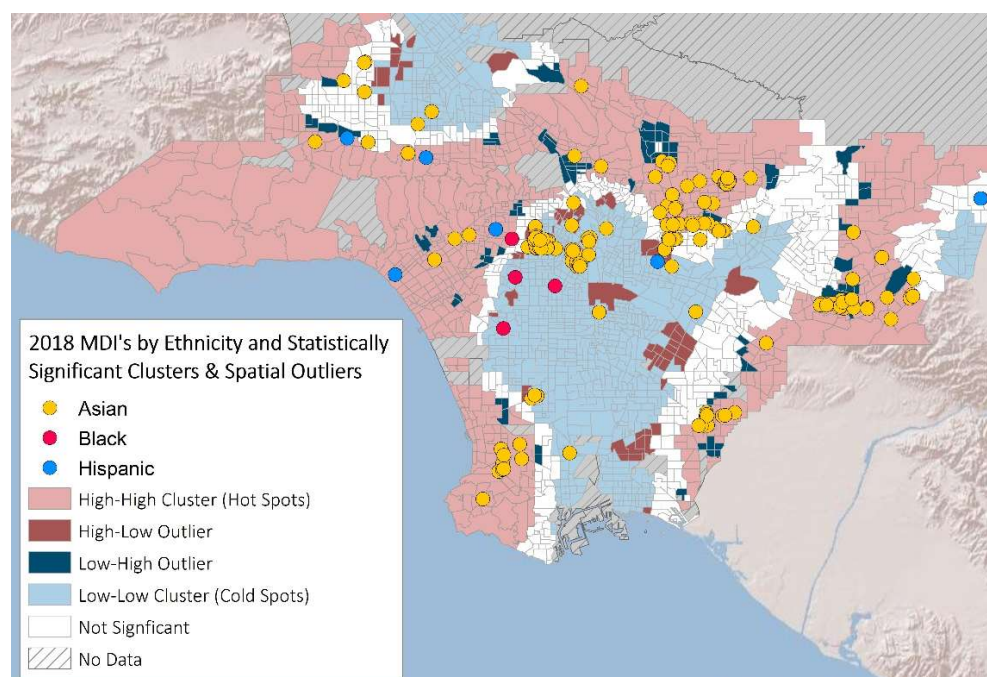 2018 MDI's by Ethnicity and Statistically
Significant Clusters & Spatial Outliers
Asian
Black
Hispanic
High-High Cluster (Hot Spots)
High-Low Outlier
Low-High Outlier
Low-Low Cluster (Cold Spots)
Not Signficant
No Data